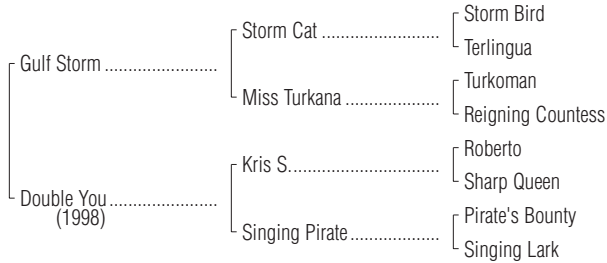 Storm Bird
Storm Cat ........................
Terlingua
Gulf Storm .......................
Turkoman
Miss Turkana ...................
Reigning Countess
Roberto
Kris S..............................
Sharp Queen
Double You ......................
(1998)
Pirate's Bounty
Singing Pirate ...................
Singing Lark